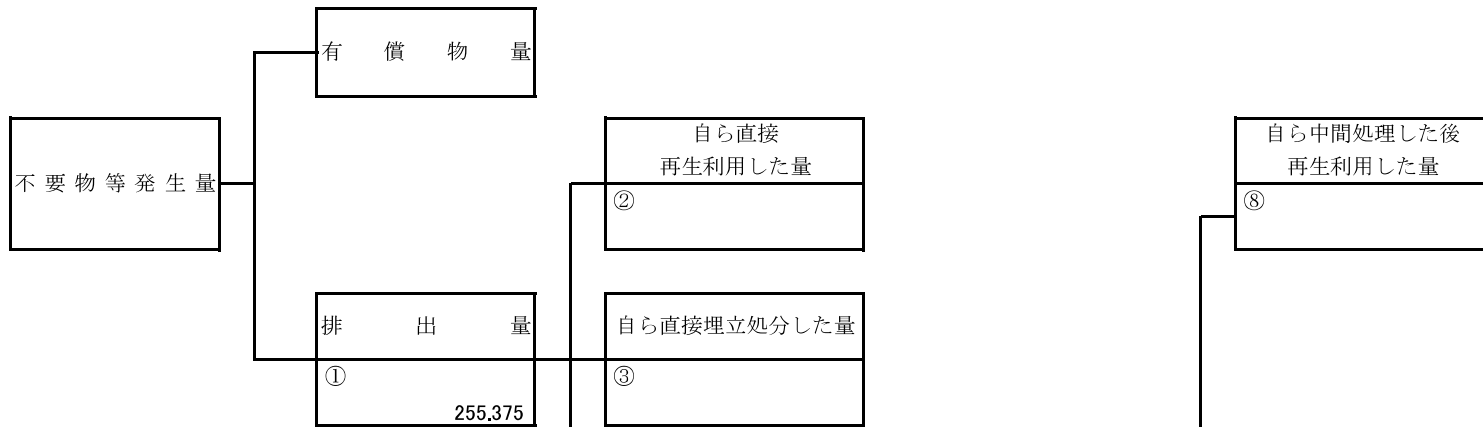 有償物量
不要物等発生量
自ら直接
再生利用した量
②
自ら中間処理した後
再生利用した量
⑧
排出量
①
255.375
自ら直接埋立処分した量
③